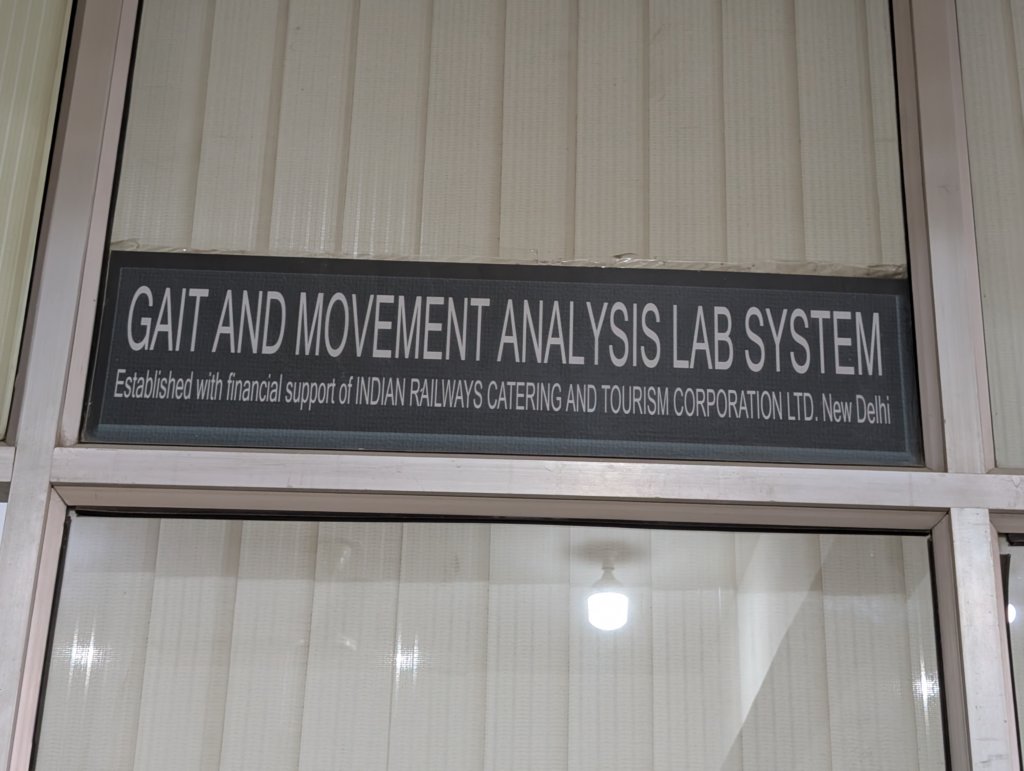 GAIT AND MOVEMENT ANALYSIS LAB SYSTEM
Established with financial support of INDIAN RAILWAYS CATERING AND TOURISM CORPORATION LTD. New Delhi